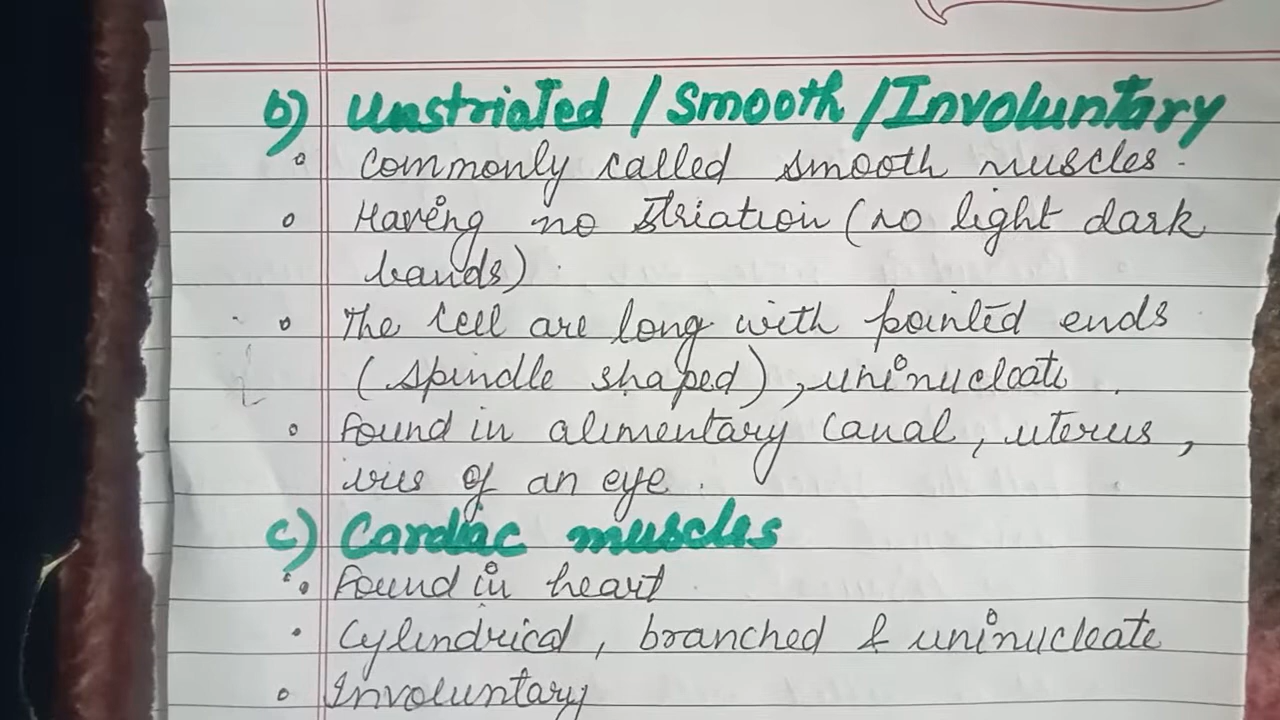 b) Unstriated / Smooth / Involuntary
commonly called smooth muscles.
Having no striation (no light dark
bands).
The cell are long with pointed ends
(spindle shaped), uninucleate.
Found in alimentary canal, uterus,
iris of an eye.
c) Cardiac muscles
Found in heart
Cylindrical, branched & uninucleate
Involuntary